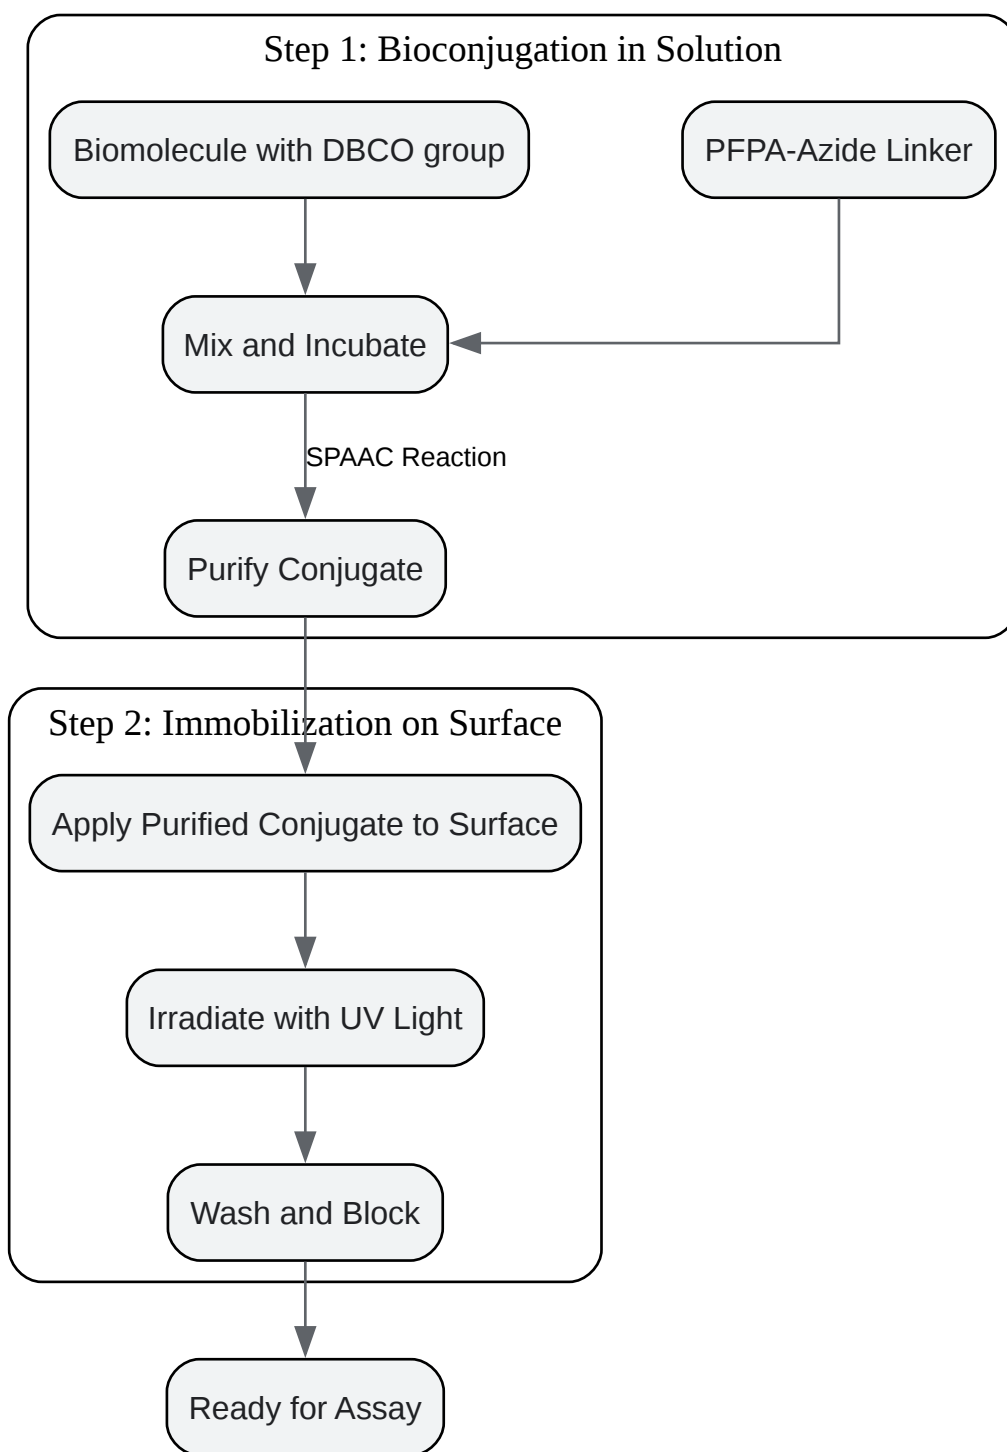 Step 1: Bioconjugation in Solution
Biomolecule with DBCO group
PFPA-Azide Linker
Mix and Incubate
SPAAC Reaction
Purify Conjugate
Step 2: Immobilization on Surface
Apply Purified Conjugate to Surface
Irradiate with UV Light
Wash and Block
Ready for Assay